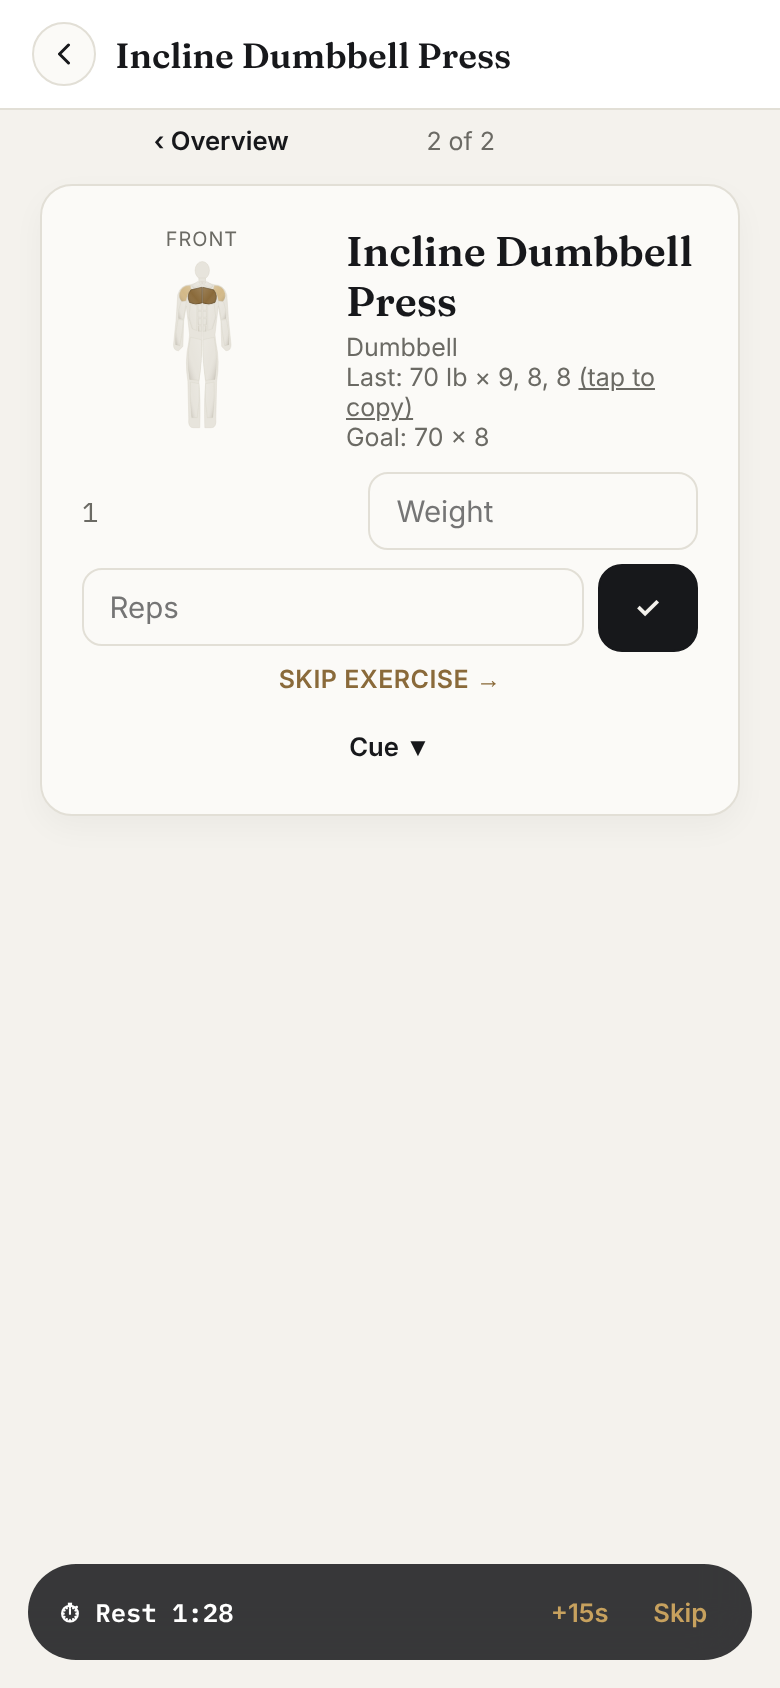 Incline Dumbbell Press
‹ Overview
2 of 2
FRONT
Incline Dumbbell
Press
Dumbbell
Last: 70 lb × 9, 8, 8 (tap to
copy)
Goal: 70 × 8
1
Weight
Reps
✓
SKIP EXERCISE →
Cue ▼
⏱ Rest 1:28
+15s
Skip